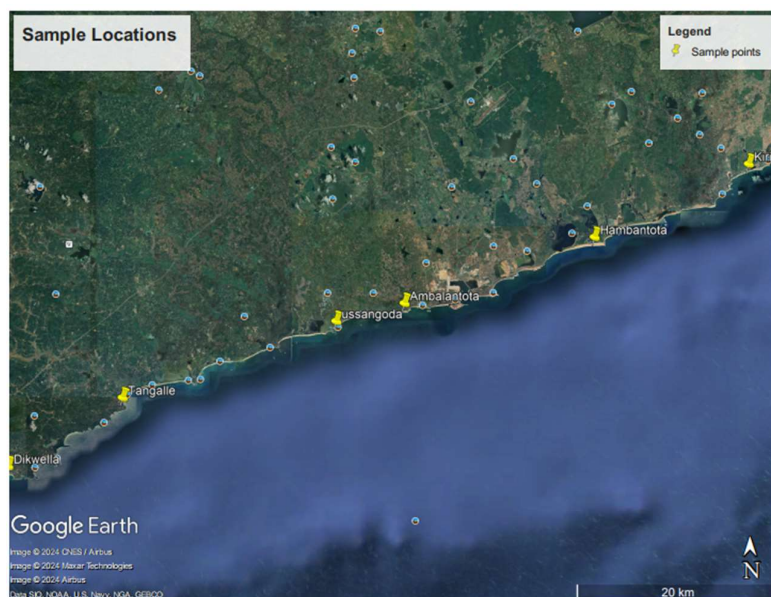 Sample Locations
Legend
Sample points
Kiri
Hambantota
Ambalantota
ussangoda
Tangalle
Dikwella
Google Earth
Image © 2024 CNES / Airbus
Image © 2024 Maxar Technologies
Image © 2024 Airbus
Data SIO, NOAA, U.S. Navy, NGA, GEBCO
N
20 km